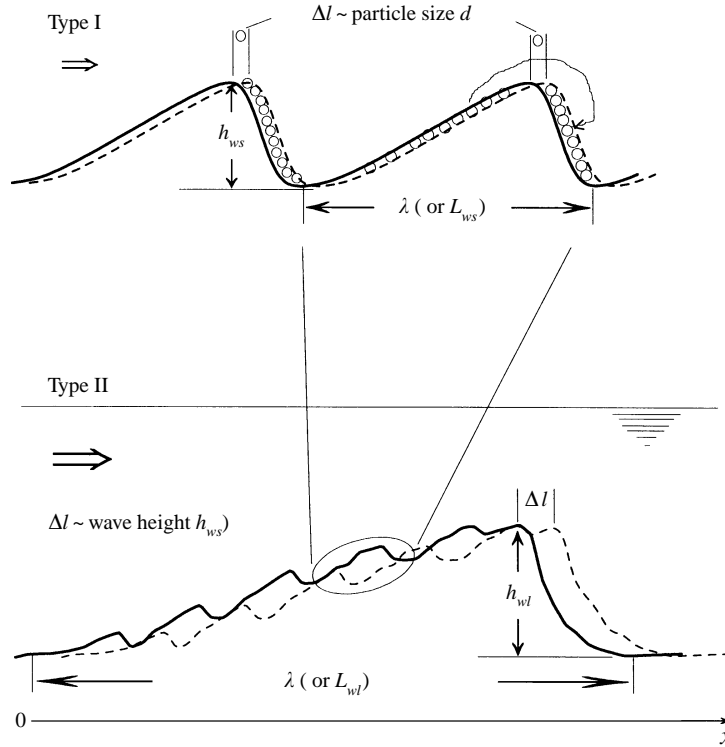 Type I
Δl ~ particle size d
h_ws
λ ( or L_ws)
Type II
Δl
Δl ~ wave height h_ws)
h_wl
λ ( or L_wl)
0
x